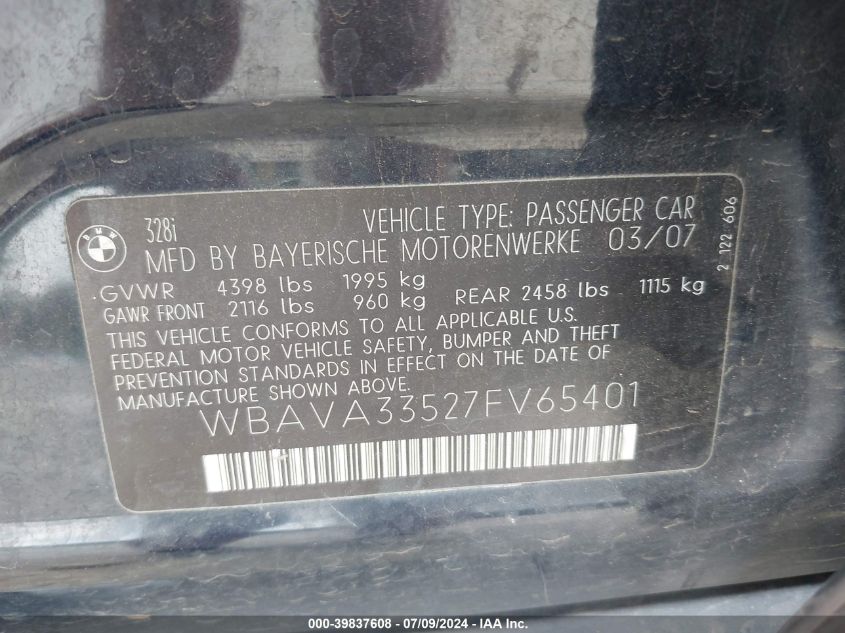 BMW
328i VEHICLE TYPE: PASSENGER CAR
MFD BY BAYERISCHE MOTORENWERKE 03/07
GVWR 4398 lbs 1995 kg
GAWR FRONT 2116 lbs 960 kg REAR 2458 lbs 1115 kg
THIS VEHICLE CONFORMS TO ALL APPLICABLE U.S.
FEDERAL MOTOR VEHICLE SAFETY, BUMPER AND THEFT
PREVENTION STANDARDS IN EFFECT ON THE DATE OF
MANUFACTURE SHOWN ABOVE.
WBAVA33527FV65401
2 122 606
000-39837608 - 07/09/2024 - IAA Inc.